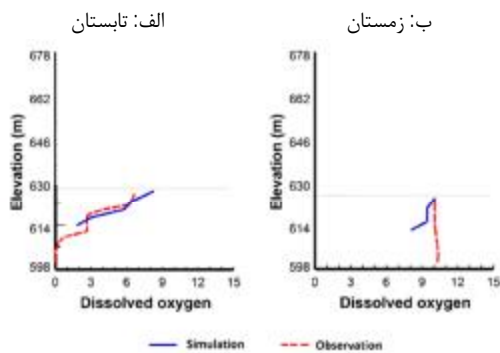 الف: تابستان
ب: زمستان
678
662
646
630
614
598
Elevation (m)
0 3 6 9 12 15
Dissolved oxygen
678
662
646
630
614
598
Elevation (m)
0 3 6 9 12 15
Dissolved oxygen
Simulation
Observation